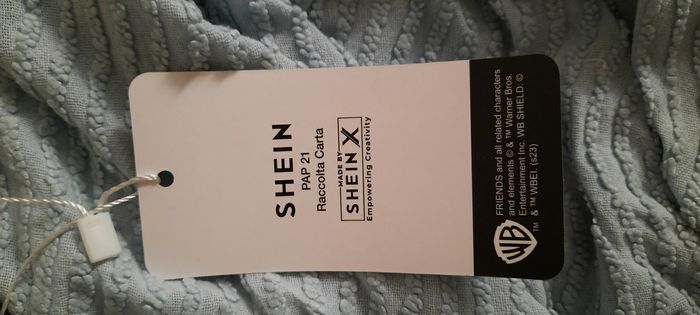 SHEIN
PAP 21
Raccolta Carta
MADE BY
SHEIN X
Empowering Creativity
FRIENDS and all related characters
and elements © & ™ Warner Bros.
Entertainment Inc. WB SHIELD: ©
& ™ WBEI. (s23)
WB
TM